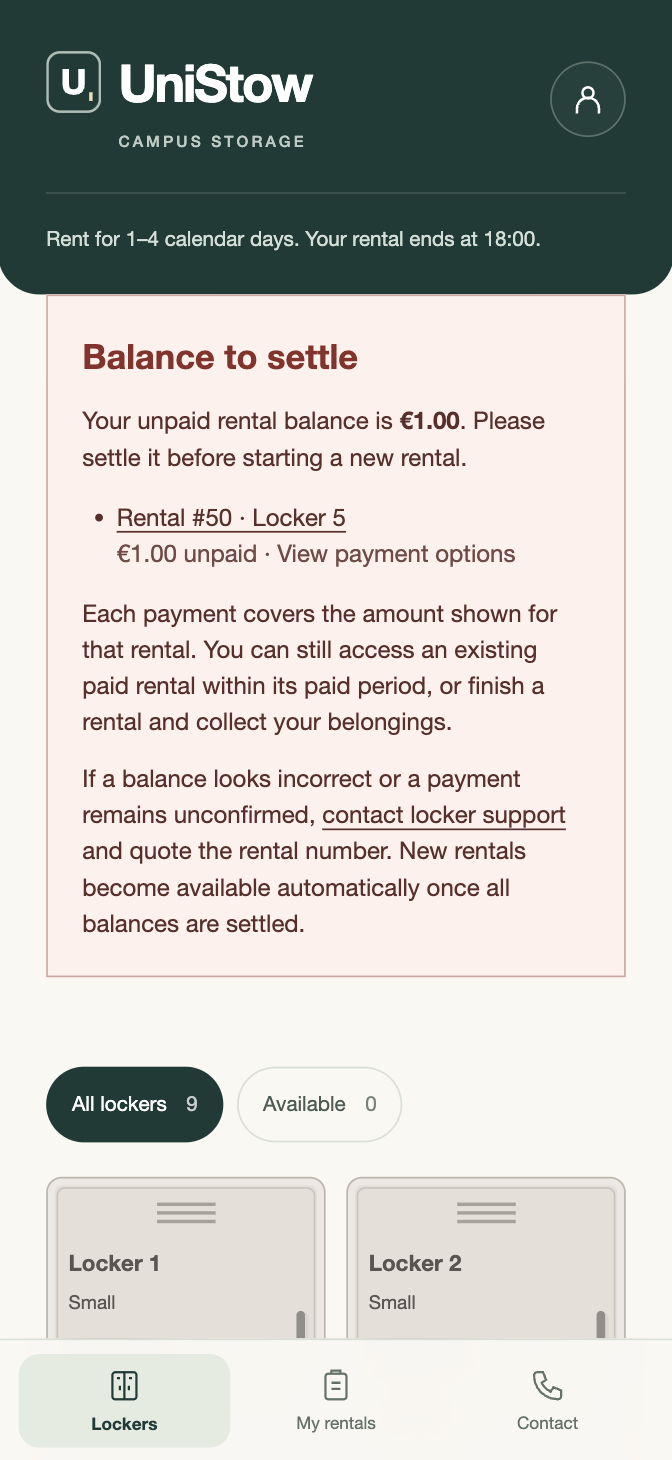 U,
UniStow
CAMPUS STORAGE
Rent for 1–4 calendar days. Your rental ends at 18:00.
Balance to settle
Your unpaid rental balance is €1.00. Please
settle it before starting a new rental.
• Rental #50 · Locker 5
€1.00 unpaid · View payment options
Each payment covers the amount shown for
that rental. You can still access an existing
paid rental within its paid period, or finish a
rental and collect your belongings.
If a balance looks incorrect or a payment
remains unconfirmed, contact locker support
and quote the rental number. New rentals
become available automatically once all
balances are settled.
All lockers 9 Available 0
Locker 1 Locker 2
Small Small
Lockers My rentals Contact